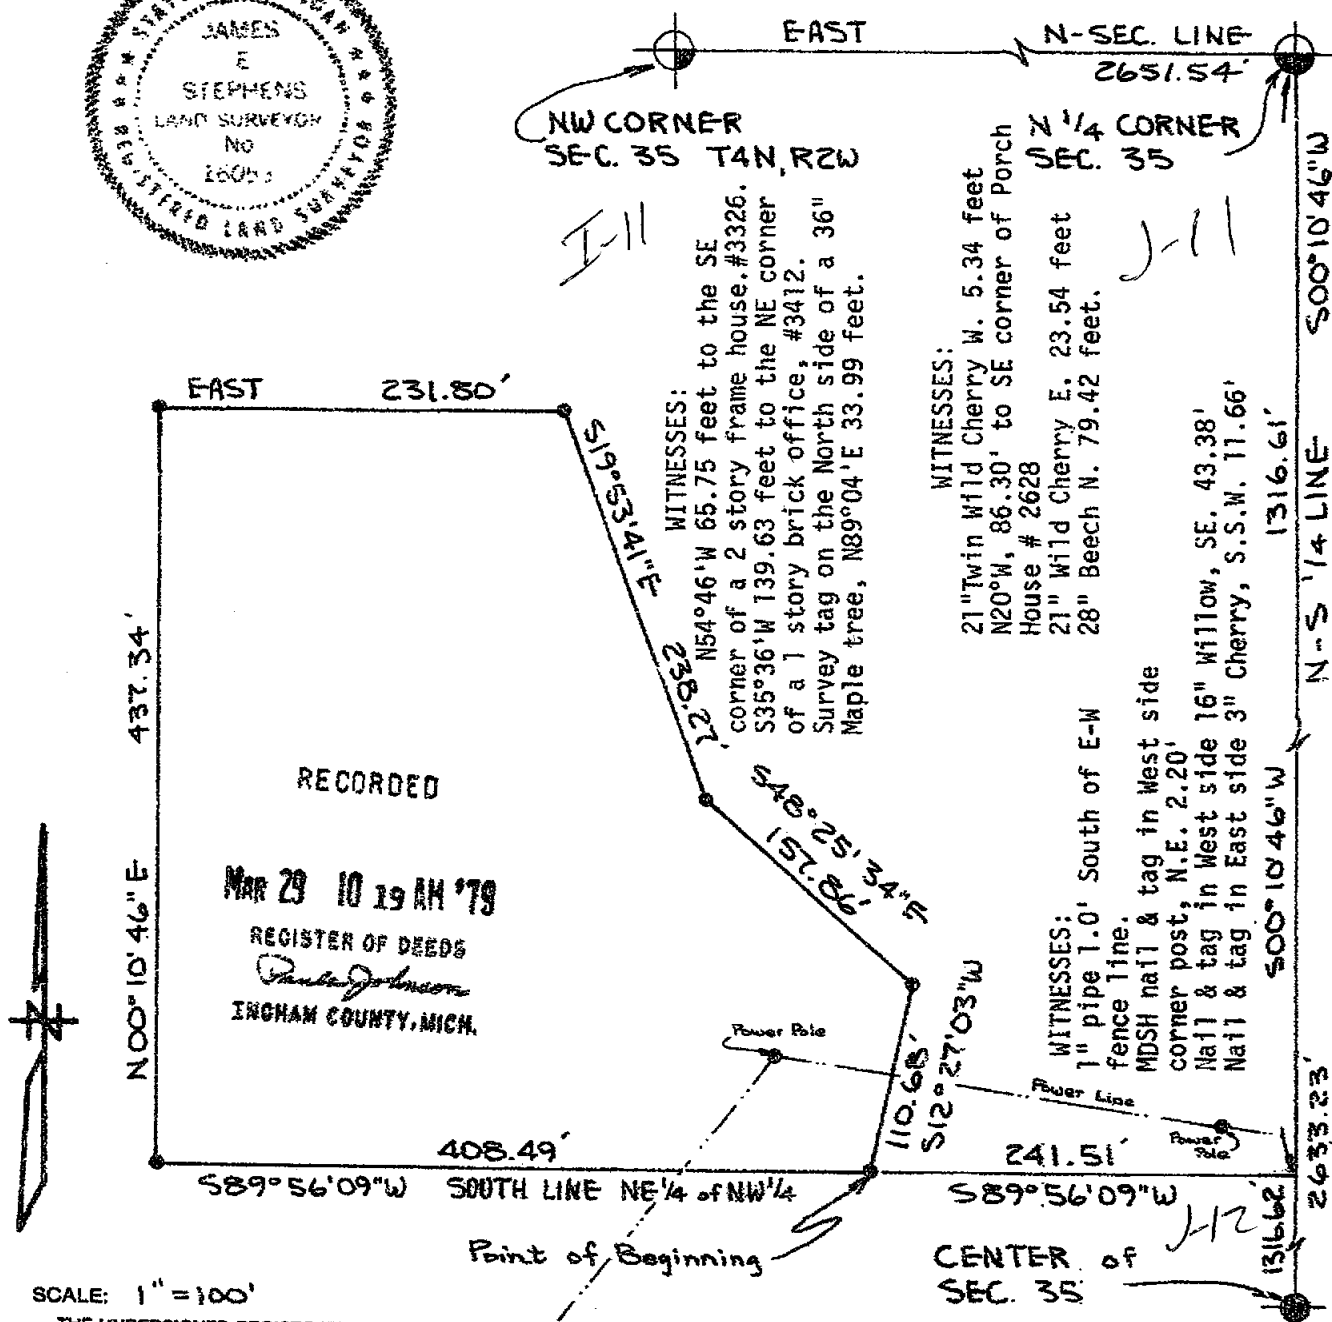 JAMES
E
STEPHENS
LAND SURVEYOR
No
REGISTERED LAND SURVEYOR
EAST
N-SEC. LINE
2651.54'
NW CORNER
SEC. 35 T4N, R2W
N 1/4 CORNER
SEC. 35
I-11
J-11
S00°10'46"W
WITNESSES:
N54°46'W 65.75 feet to the SE
corner of a 2 story frame house.#3326.
S35°36'W 139.63 feet to the NE corner
of a 1 story brick office, #3412.
Survey tag on the North side of a 36"
Maple tree, N89°04'E 33.99 feet.
WITNESSES:
21"Twin Wild Cherry W. 5.34 feet
N20°W, 86.30' to SE corner of Porch
House # 2628
21" Wild Cherry E. 23.54 feet
28" Beech N. 79.42 feet.
EAST 231.80'
S19°53'41"E
238.27'
437.34'
N00°10'46"E
1316.61'
N-S 1/4 LINE
RECORDED
MAR 29 10 19 AM '79
REGISTER OF DEEDS
Paula Johnson
INGHAM COUNTY, MICH.
S48°25'34"E
157.86'
WITNESSES:
1" pipe 1.0' South of E-W
fence line.
MDSH nail & tag in West side
corner post, N.E. 2.20'
Nail & tag in West side 16" Willow, SE. 43.38'
Nail & tag in East side 3" Cherry, S.S.W. 11.66'
S00°10'46"W
N
Power Pole
110.68'
S12°27'03"W
Power Line
Power Pole
408.49'
241.51'
S89°56'09"W SOUTH LINE NE 1/4 of NW 1/4
S89°56'09"W
J-12
1316.62'
2633.23'
Point of Beginning
CENTER of
SEC. 35
SCALE: 1" = 100'